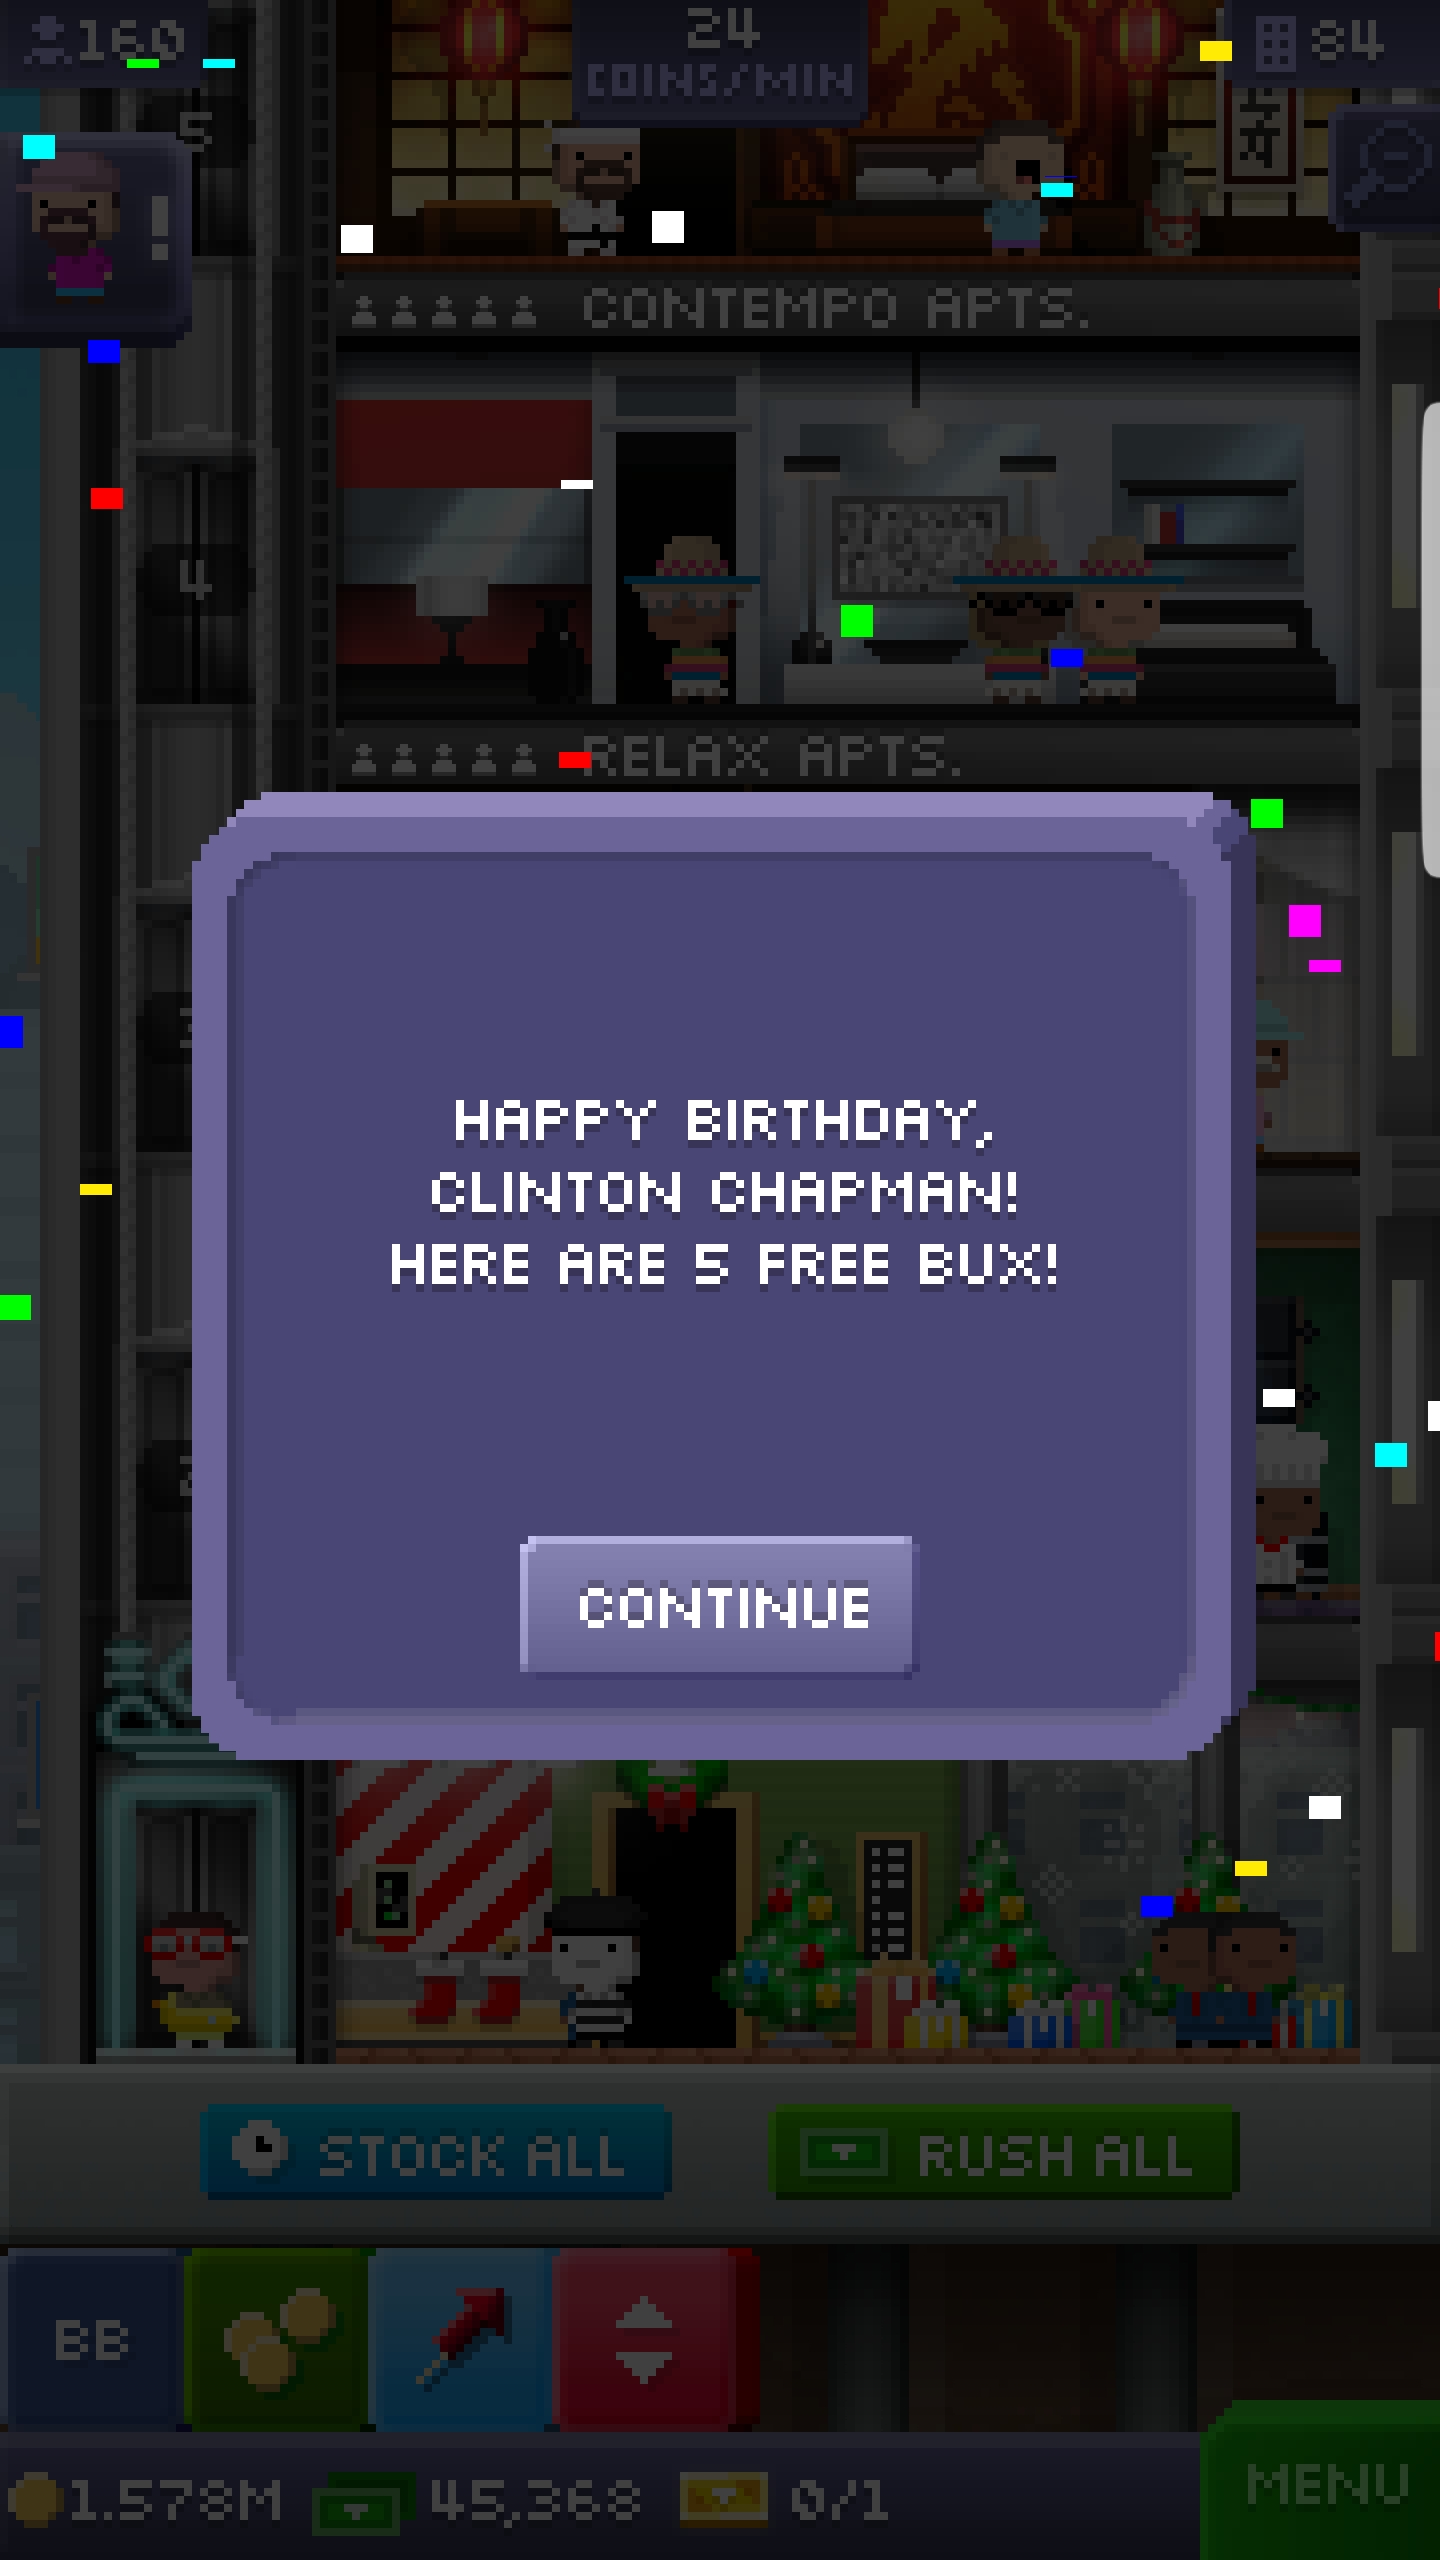 160
24
COINS/MIN
84
5
CONTEMPO APTS.
4
RELAX APTS.
HAPPY BIRTHDAY,
CLINTON CHAPMAN!
HERE ARE 5 FREE BUX!
CONTINUE
STOCK ALL
RUSH ALL
BB
1.578M
45,368
0/1
MENU